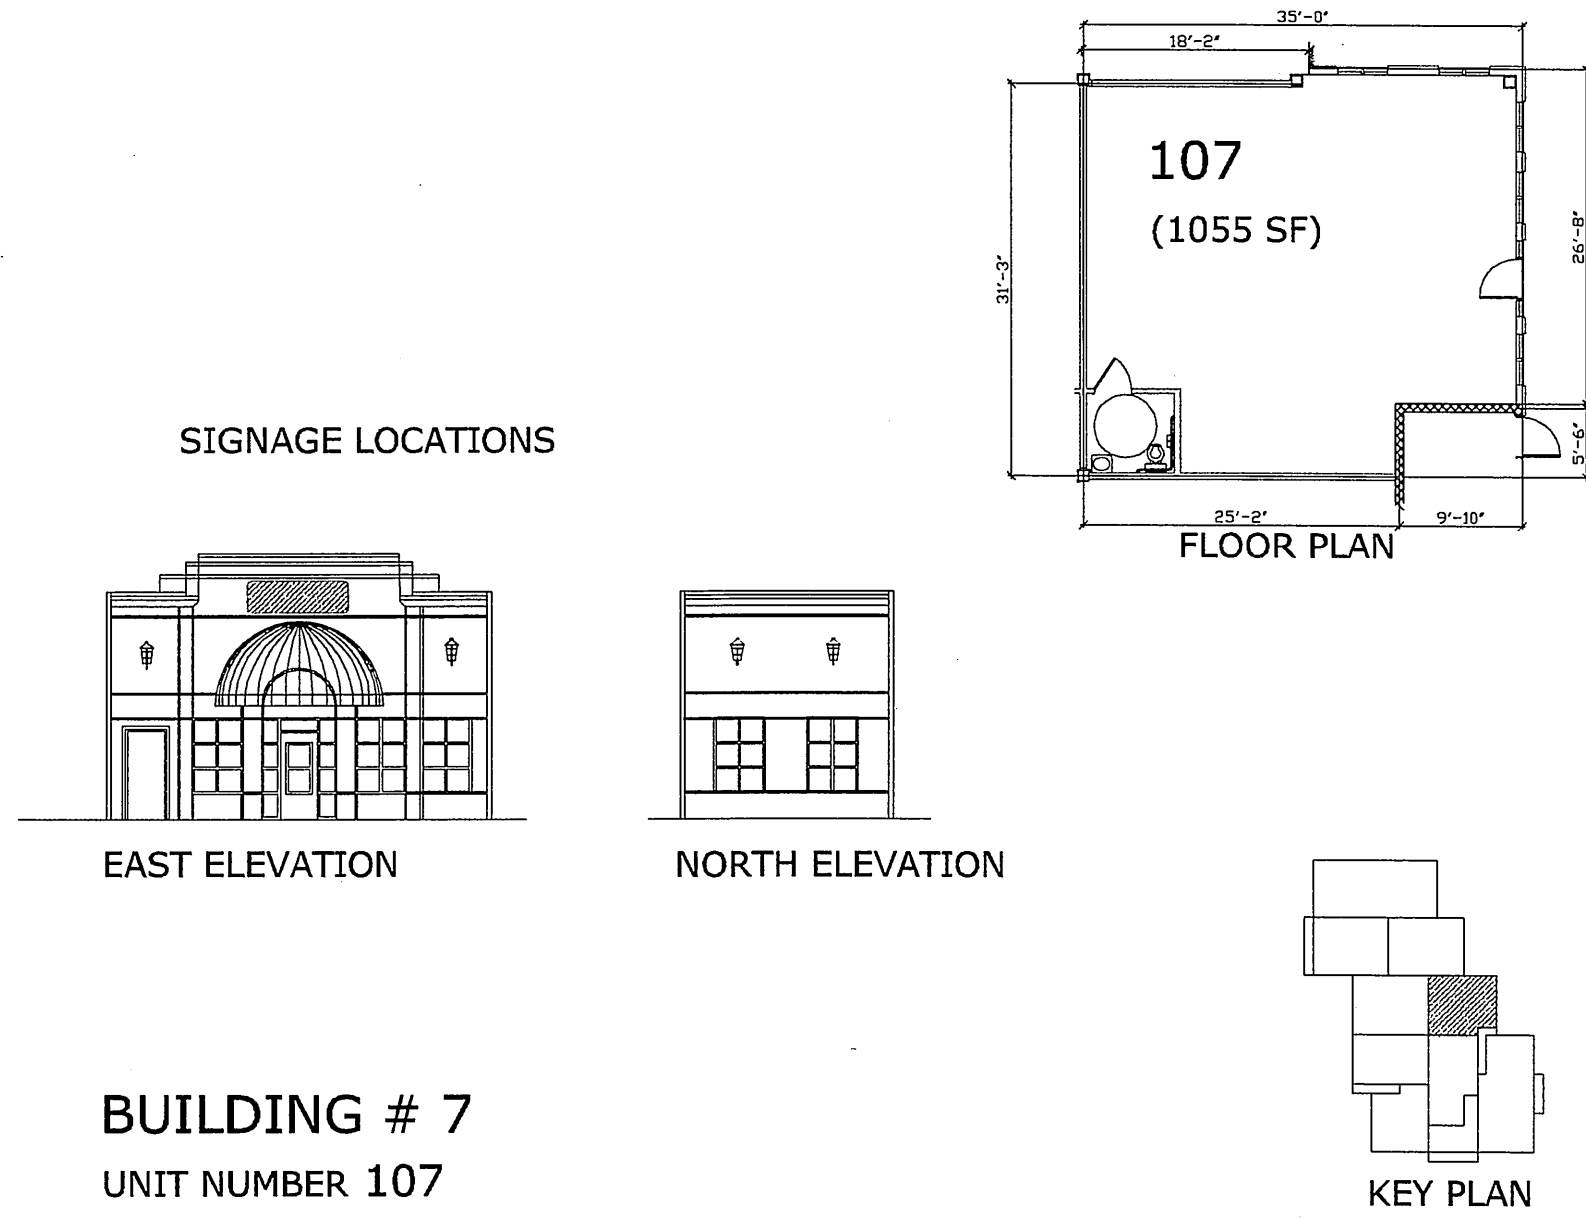 35'-0"
18'-2"
107
(1055 SF)
31'-3"
26'-8"
5'-6"
25'-2"
9'-10"
FLOOR PLAN
SIGNAGE LOCATIONS
EAST ELEVATION
NORTH ELEVATION
BUILDING # 7
UNIT NUMBER 107
KEY PLAN